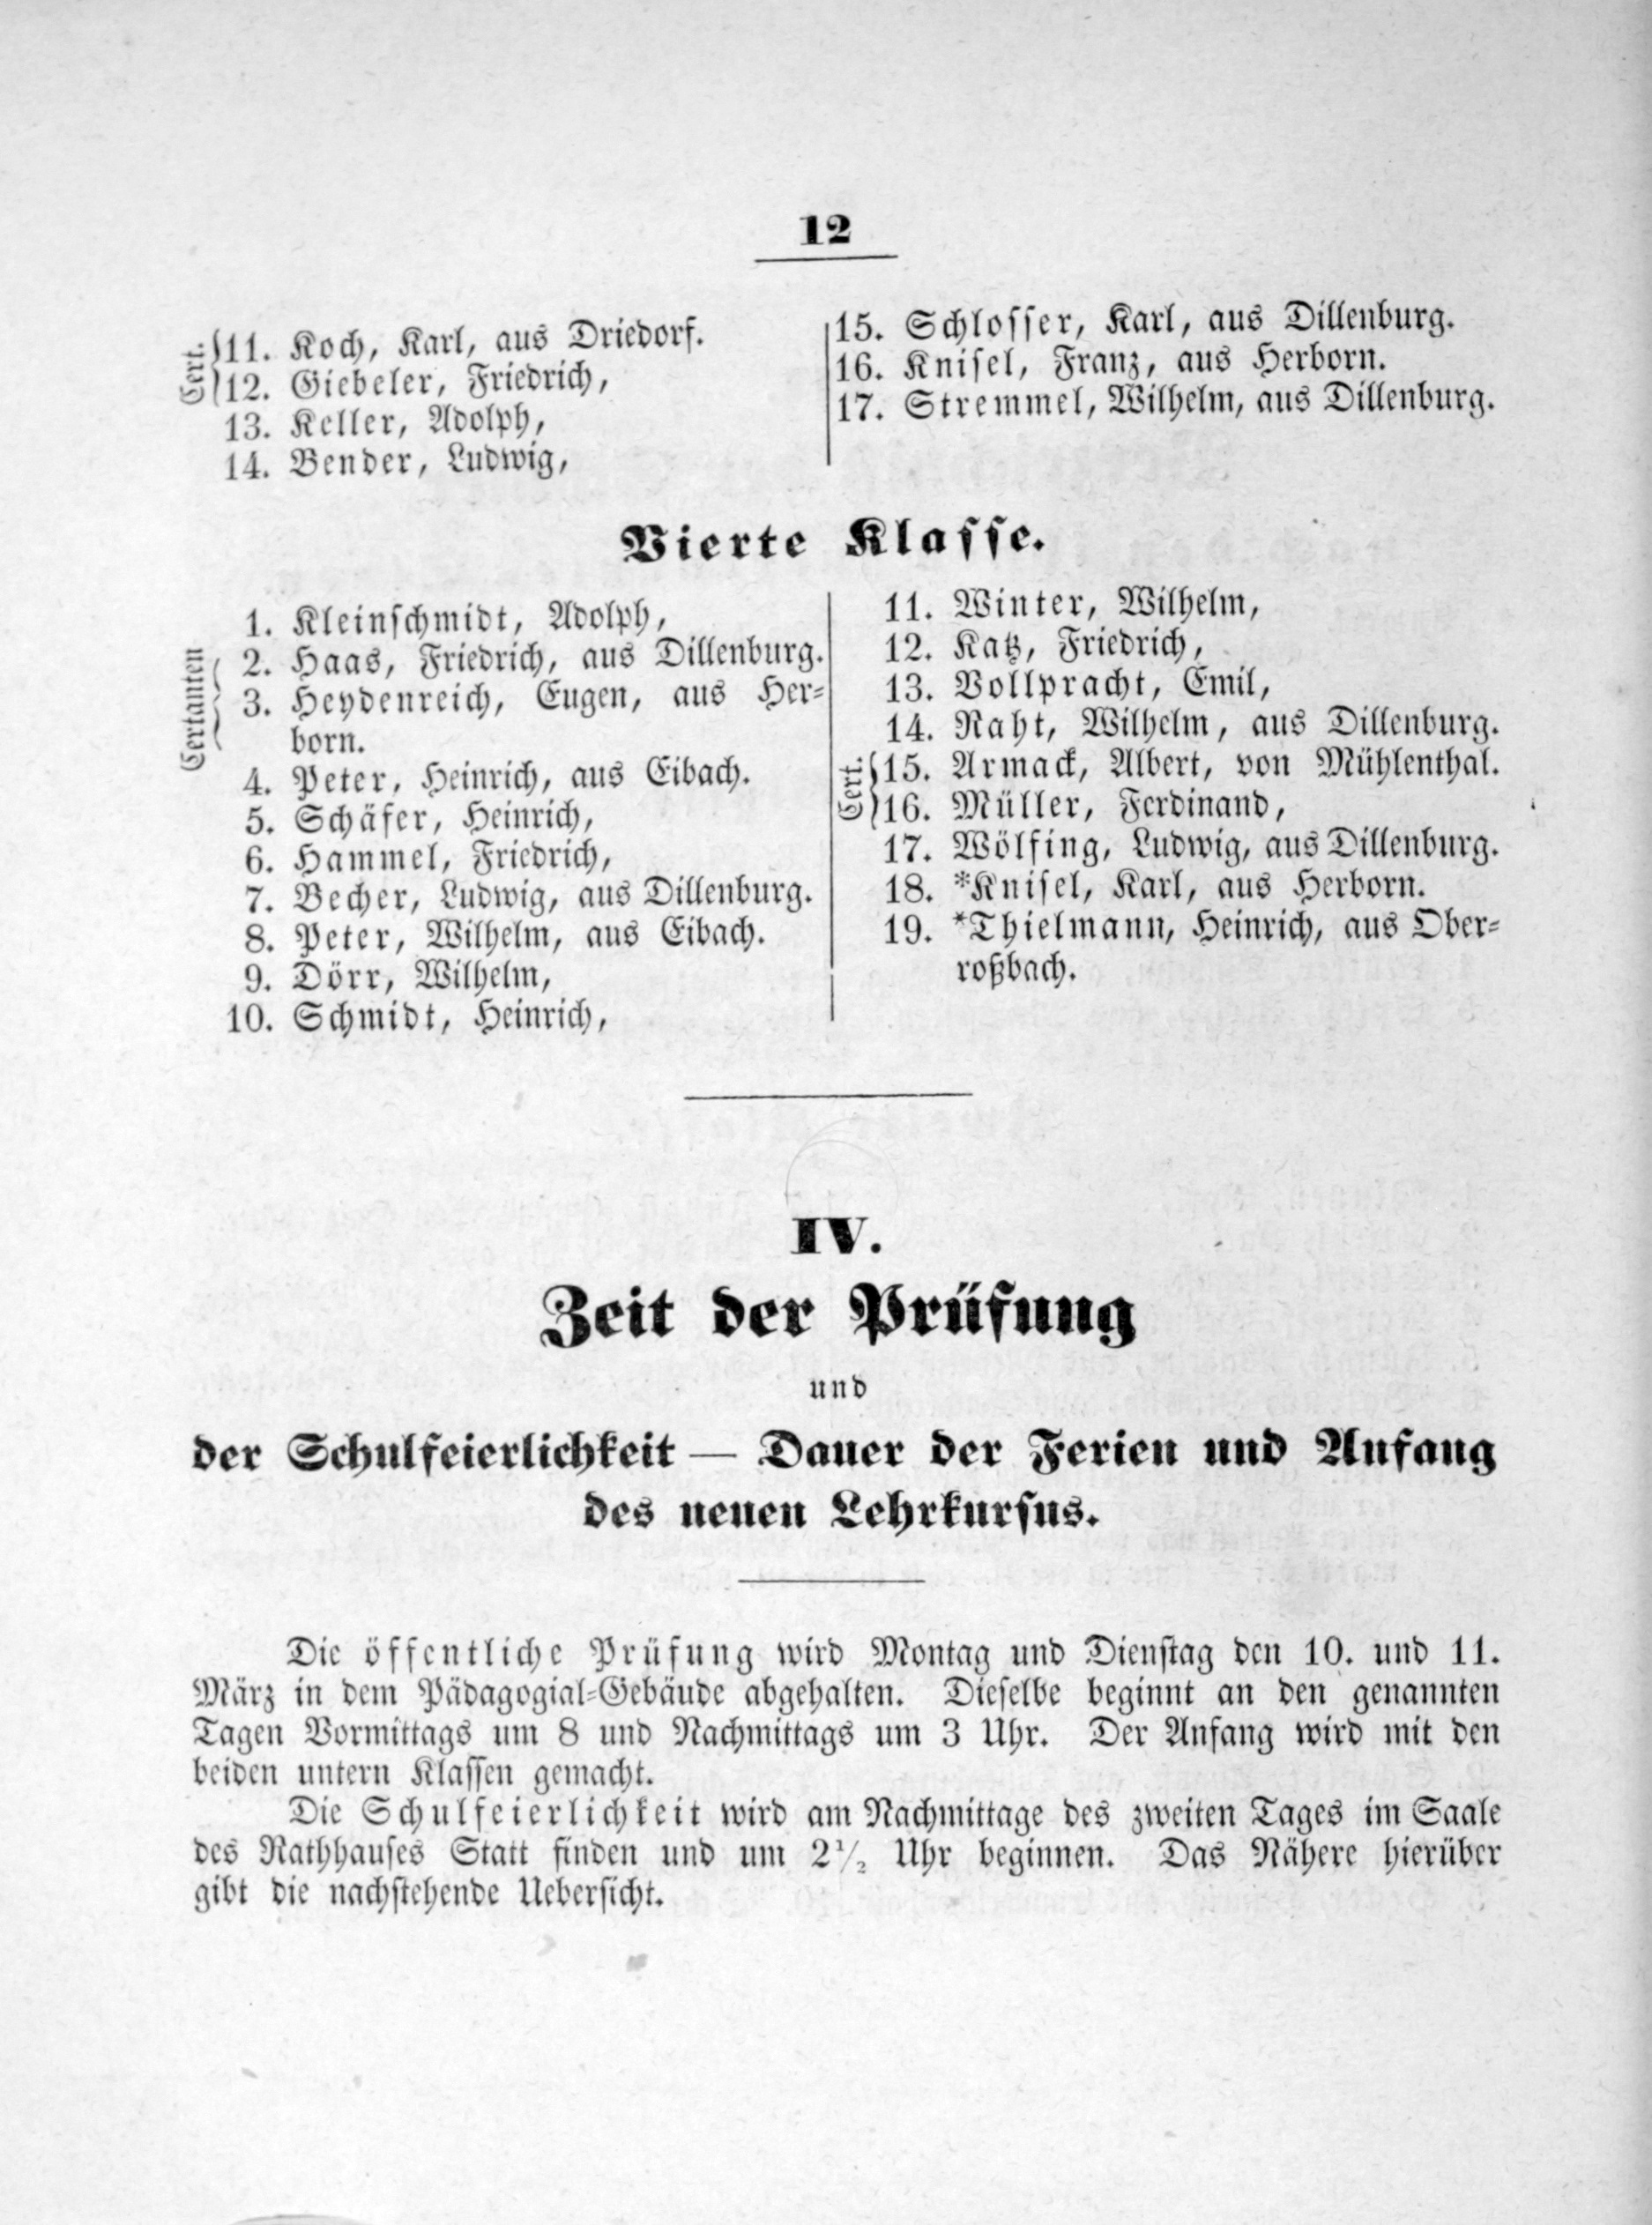 12
Cert.
11. Koch, Karl, aus Driedorf.
12. Giebeler, Friedrich,
13. Keller, Adolph,
14. Bender, Ludwig,
15. Schlosser, Karl, aus Dillenburg.
16. Knisel, Franz, aus Herborn.
17. Stremmel, Wilhelm, aus Dillenburg.
Vierte Klasse.
Certanten
1. Kleinschmidt, Adolph,
2. Haas, Friedrich, aus Dillenburg.
3. Heydenreich, Eugen, aus Her-
born.
4. Peter, Heinrich, aus Eibach.
5. Schäfer, Heinrich,
6. Hammel, Friedrich,
7. Becher, Ludwig, aus Dillenburg.
8. Peter, Wilhelm, aus Eibach.
9. Dörr, Wilhelm,
10. Schmidt, Heinrich,
11. Winter, Wilhelm,
12. Katz, Friedrich,
13. Vollpracht, Emil,
14. Naht, Wilhelm, aus Dillenburg.
Cert.
15. Armack, Albert, von Mühlenthal.
16. Müller, Ferdinand,
17. Wölfing, Ludwig, aus Dillenburg.
18. *Knisel, Karl, aus Herborn.
19. *Thielmann, Heinrich, aus Ober-
roßbach.
IV.
Zeit der Prüfung
und
der Schulfeierlichkeit — Dauer der Ferien und Anfang
des neuen Lehrkursus.
Die öffentliche Prüfung wird Montag und Dienstag den 10. und 11.
März in dem Pädagogial-Gebäude abgehalten. Dieselbe beginnt an den genannten
Tagen Vormittags um 8 und Nachmittags um 3 Uhr. Der Anfang wird mit den
beiden untern Klassen gemacht.
Die Schulfeierlichkeit wird am Nachmittage des zweiten Tages im Saale
des Rathhauses Statt finden und um 2½ Uhr beginnen. Das Nähere hierüber
gibt die nachstehende Uebersicht.